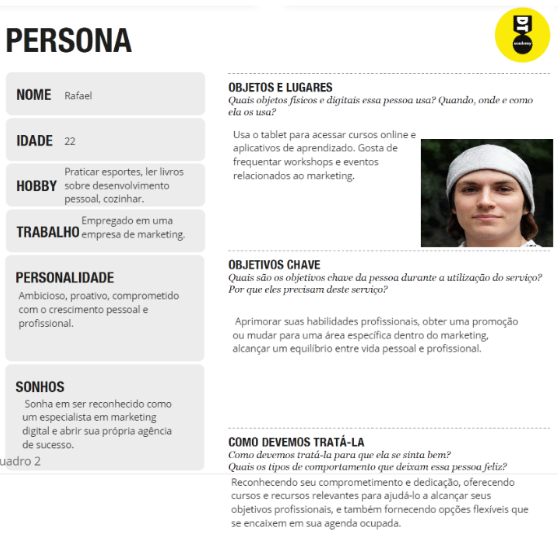 PERSONA
DT
academy
NOME Rafael
IDADE 22
HOBBY Praticar esportes, ler livros
sobre desenvolvimento
pessoal, cozinhar.
TRABALHO Empregado em uma
empresa de marketing.
PERSONALIDADE
Ambicioso, proativo, comprometido
com o crescimento pessoal e
profissional.
SONHOS
Sonha em ser reconhecido como
um especialista em marketing
digital e abrir sua própria agência
de sucesso.
uadro 2
OBJETOS E LUGARES
Quais objetos físicos e digitais essa pessoa usa? Quando, onde e como
ela os usa?
Usa o tablet para acessar cursos online e
aplicativos de aprendizado. Gosta de
frequentar workshops e eventos
relacionados ao marketing.
OBJETIVOS CHAVE
Quais são os objetivos chave da pessoa durante a utilização do serviço?
Por que eles precisam deste serviço?
Aprimorar suas habilidades profissionais, obter uma promoção
ou mudar para uma área específica dentro do marketing,
alcançar um equilíbrio entre vida pessoal e profissional.
COMO DEVEMOS TRATÁ-LA
Como devemos tratá-la para que ela se sinta bem?
Quais os tipos de comportamento que deixam essa pessoa feliz?
Reconhecendo seu comprometimento e dedicação, oferecendo
cursos e recursos relevantes para ajudá-lo a alcançar seus
objetivos profissionais, e também fornecendo opções flexíveis que
se encaixem em sua agenda ocupada.